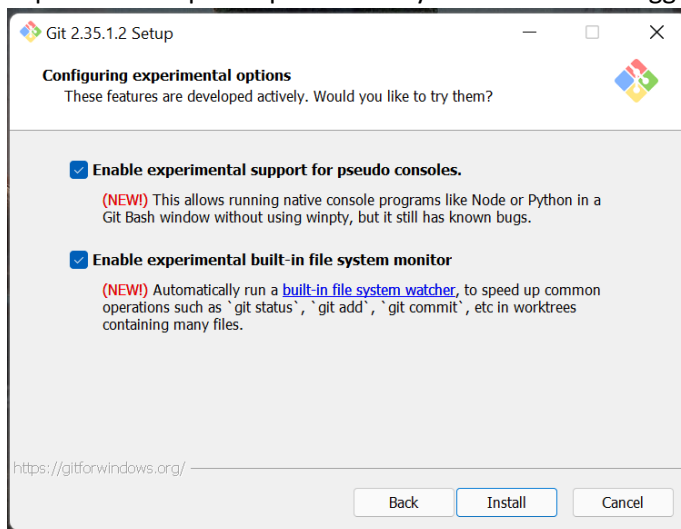 Git 2.35.1.2 Setup
Configuring experimental options
These features are developed actively. Would you like to try them?
Enable experimental support for pseudo consoles.
(NEW!) This allows running native console programs like Node or Python in a
Git Bash window without using winpty, but it still has known bugs.
Enable experimental built-in file system monitor
(NEW!) Automatically run a built-in file system watcher, to speed up common
operations such as `git status`, `git add`, `git commit`, etc in worktrees
containing many files.
https://gitforwindows.org/
Back Install Cancel